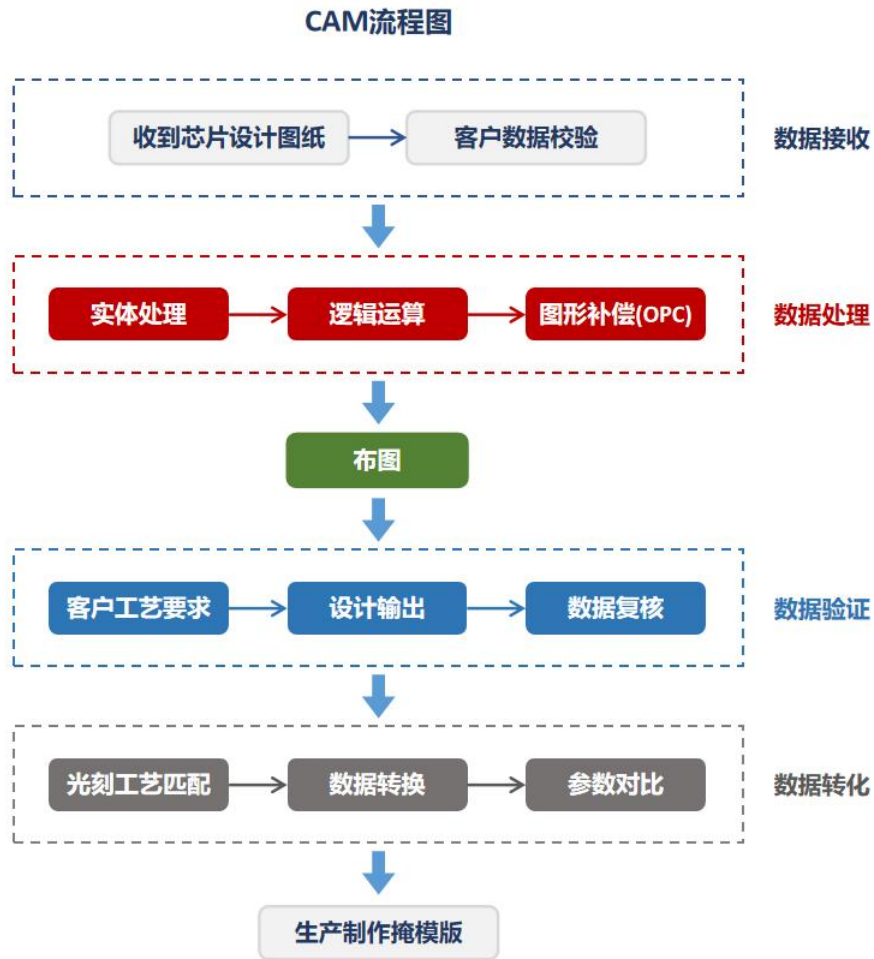 CAM流程图
收到芯片设计图纸
客户数据校验
数据接收
实体处理
逻辑运算
图形补偿(OPC)
数据处理
布图
客户工艺要求
设计输出
数据复核
数据验证
光刻工艺匹配
数据转换
参数对比
数据转化
生产制作掩模版